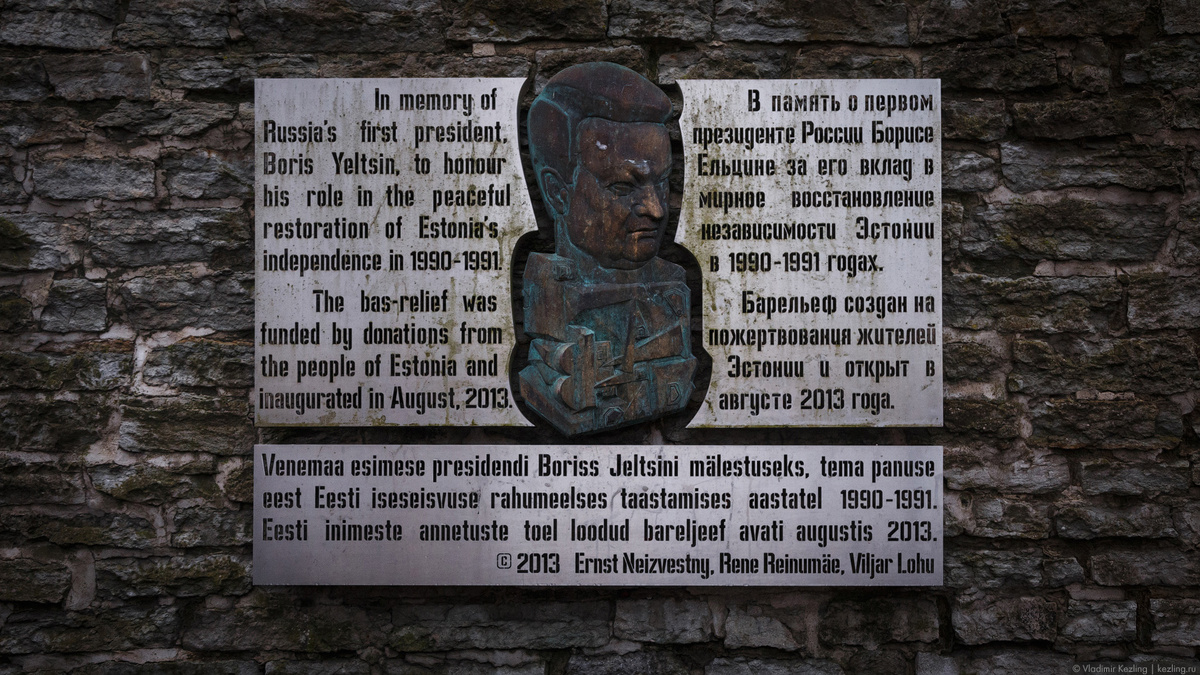 In memory of
Russia's first president,
Boris Yeltsin, to honour
his role in the peaceful
restoration of Estonia's
independence in 1990-1991.
The bas-relief was
funded by donations from
the people of Estonia and
inaugurated in August, 2013.
В память о первом
президенте России Борисе
Ельцине за его вклад в
мирное восстановление
независимости Эстонии
в 1990-1991 годах.
Барельеф создан на
пожертвования жителей
Эстонии и открыт в
августе 2013 года.
Venemaa esimese presidendi Boriss Jeltsini mälestuseks, tema panuse
eest Eesti iseseisvuse rahumeelses taastamises aastatel 1990-1991.
Eesti inimeste annetuste toel loodud bareljeef avati augustis 2013.
© 2013 Ernst Neizvestny, Rene Reinumäe, Viljar Lohu
© Vladimir Kezling | kezling.ru